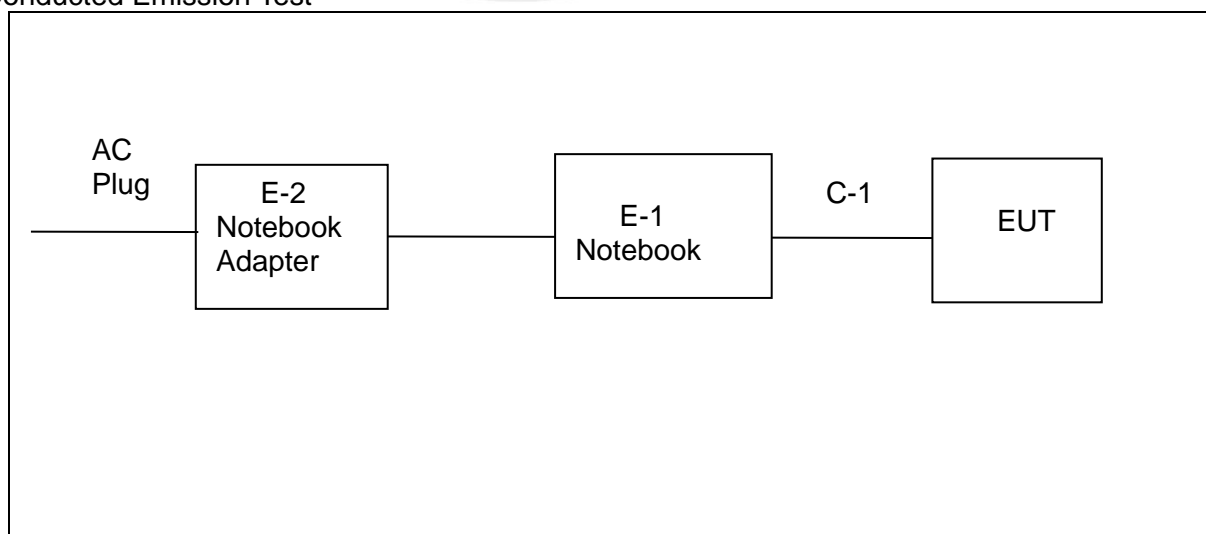 Conducted Emission Test
AC
Plug
E-2
Notebook
Adapter
E-1
Notebook
C-1
EUT